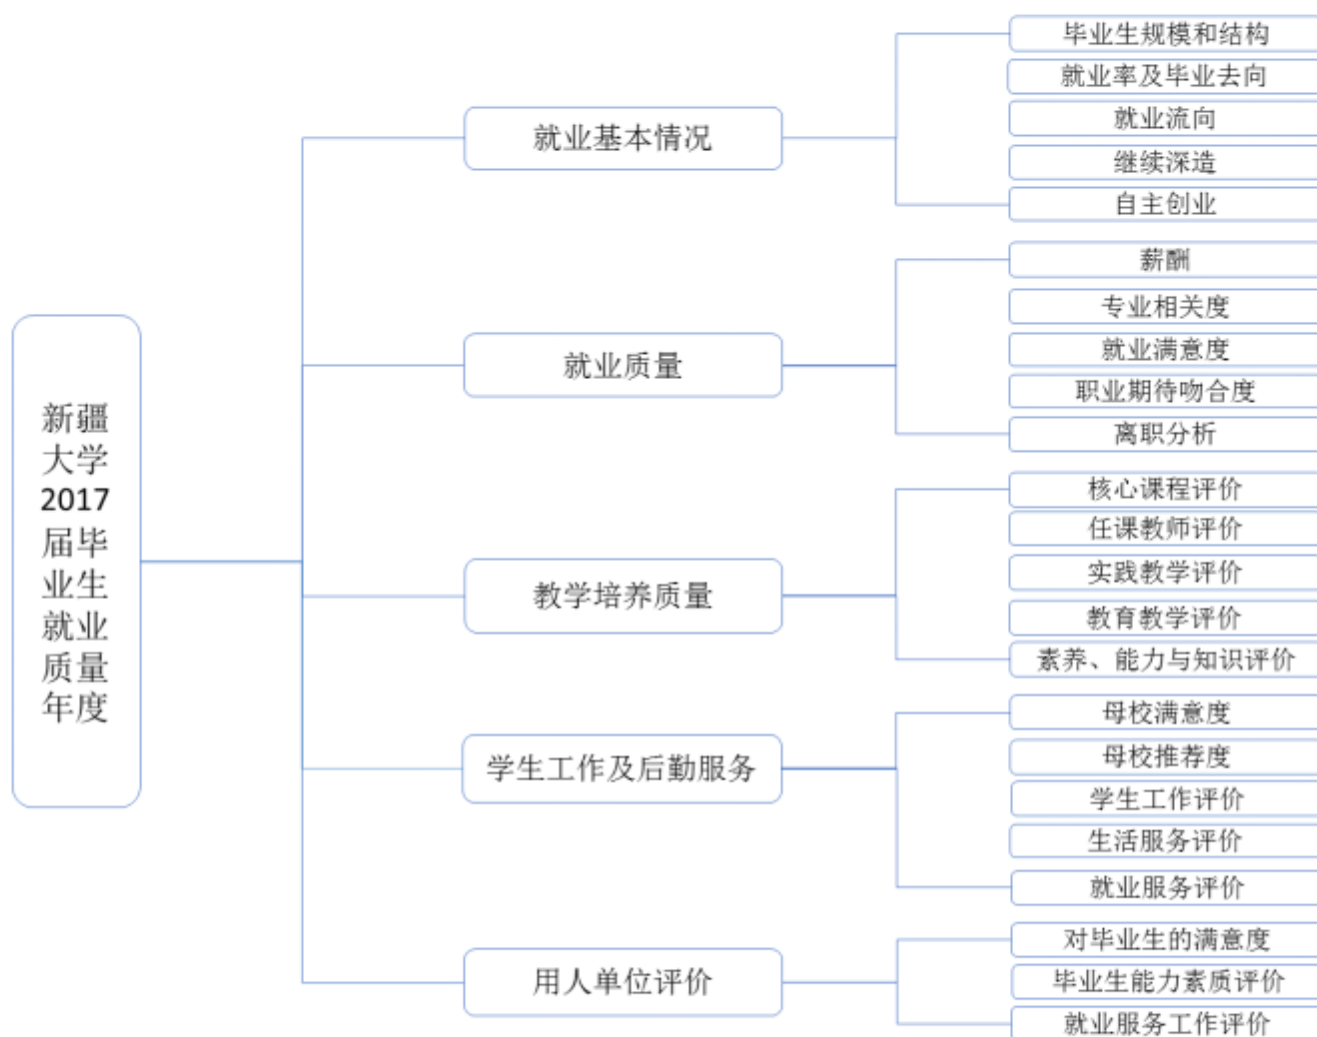 新疆
大学
2017
届毕
业生
就业
质量
年度
就业基本情况
毕业生规模和结构
就业率及毕业去向
就业流向
继续深造
自主创业
就业质量
薪酬
专业相关度
就业满意度
职业期待吻合度
离职分析
教学培养质量
核心课程评价
任课教师评价
实践教学评价
教育教学评价
素养、能力与知识评价
学生工作及后勤服务
母校满意度
母校推荐度
学生工作评价
生活服务评价
就业服务评价
用人单位评价
对毕业生的满意度
毕业生能力素质评价
就业服务工作评价